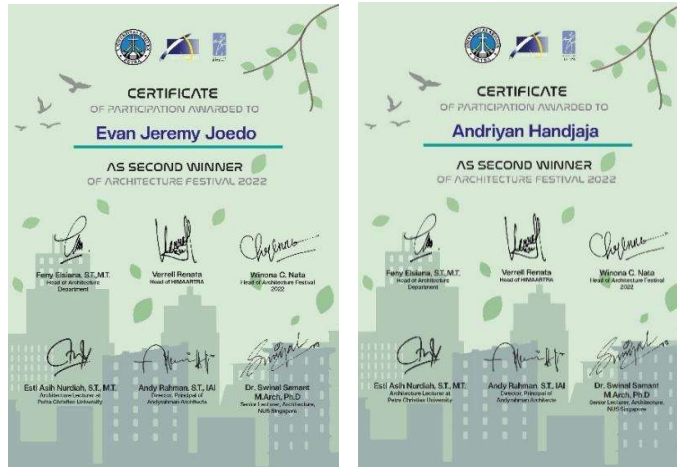 CERTIFICATE
OF PARTICIPATION AWARDED TO
Evan Jeremy Joedo
AS SECOND WINNER
OF ARCHITECTURE FESTIVAL 2022
Feny Elsiana, S.T., M.T.
Head of Architecture
Department
Verrell Renata
Head of HIMAARTRA
Winona C. Nata
Head of Architecture Festival
2022
Esti Asih Nurdiah, S.T., M.T.
Architecture Lecturer at
Petra Christian University
Andy Rahman, S.T., IAI
Director, Principal of
Andyrahman Architects
Dr. Swinal Samant
M.Arch, Ph.D
Senior Lecturer, Architecture,
NUS Singapore
CERTIFICATE
OF PARTICIPATION AWARDED TO
Andriyan Handjaja
AS SECOND WINNER
OF ARCHITECTURE FESTIVAL 2022
Feny Elsiana, S.T., M.T.
Head of Architecture
Department
Verrell Renata
Head of HIMAARTRA
Winona C. Nata
Head of Architecture Festival
2022
Esti Asih Nurdiah, S.T., M.T.
Architecture Lecturer at
Petra Christian University
Andy Rahman, S.T., IAI
Director, Principal of
Andyrahman Architects
Dr. Swinal Samant
M.Arch, Ph.D
Senior Lecturer, Architecture,
NUS Singapore